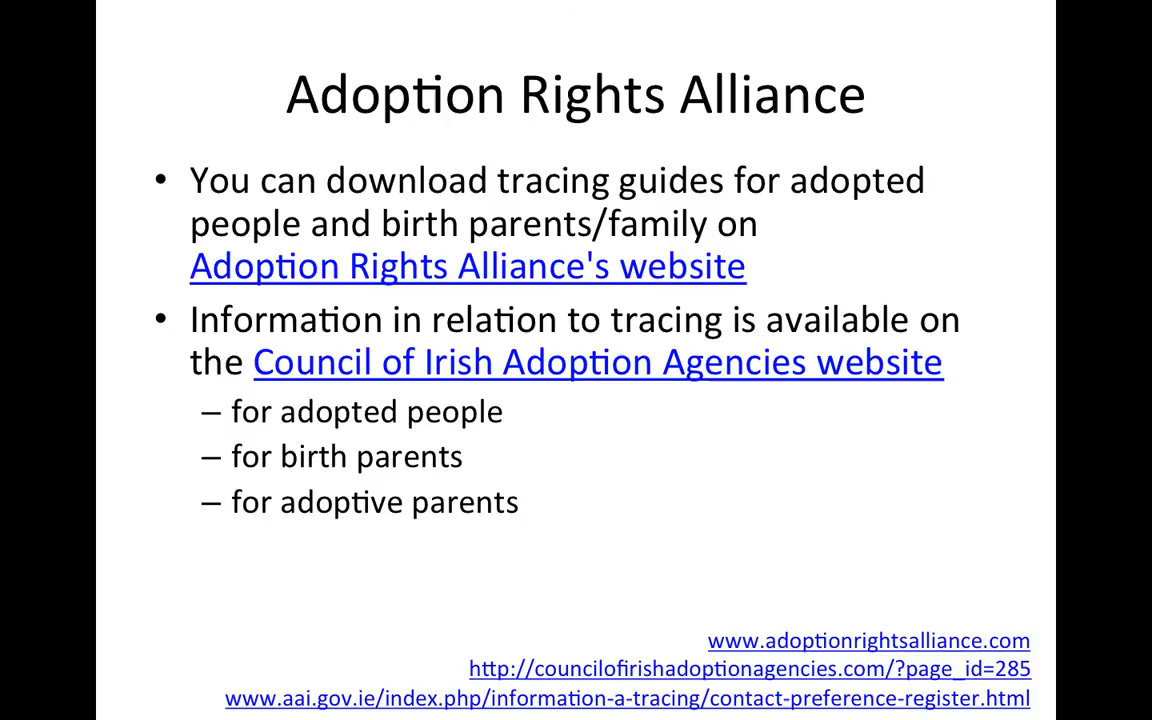 Adoption Rights Alliance
• You can download tracing guides for adopted
people and birth parents/family on
Adoption Rights Alliance's website
• Information in relation to tracing is available on
the Council of Irish Adoption Agencies website
– for adopted people
– for birth parents
– for adoptive parents
www.adoptionrightsalliance.com
http://councilofirishadoptionagencies.com/?page_id=285
www.aai.gov.ie/index.php/information-a-tracing/contact-preference-register.html